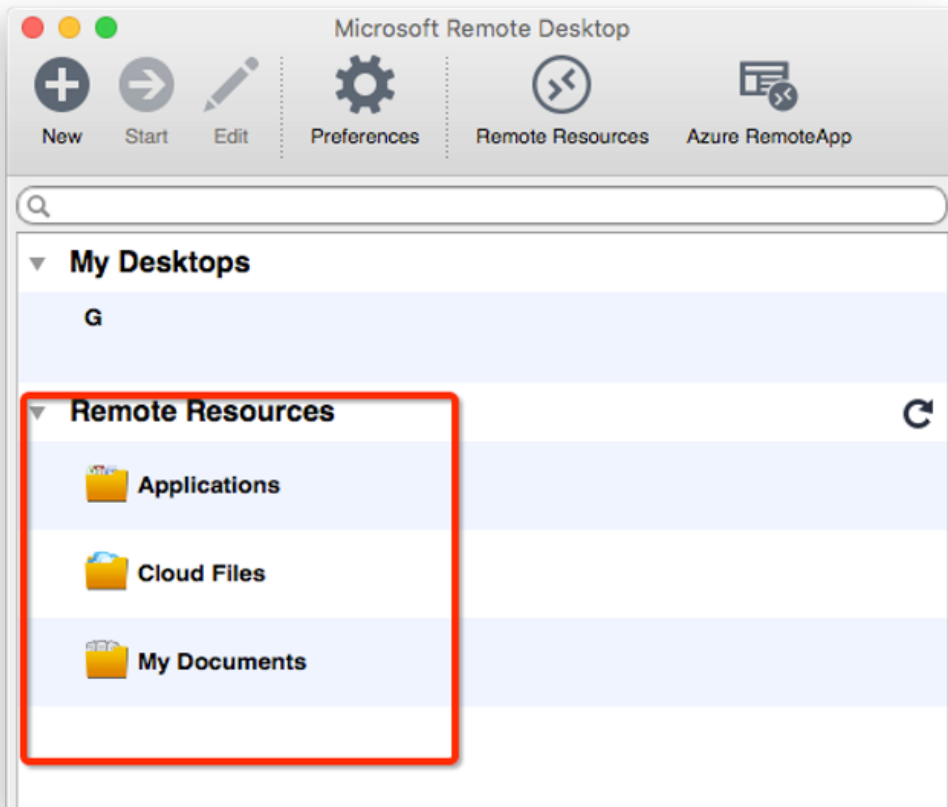 Microsoft Remote Desktop
New Start Edit Preferences Remote Resources Azure RemoteApp
My Desktops
G
Remote Resources
Applications
Cloud Files
My Documents